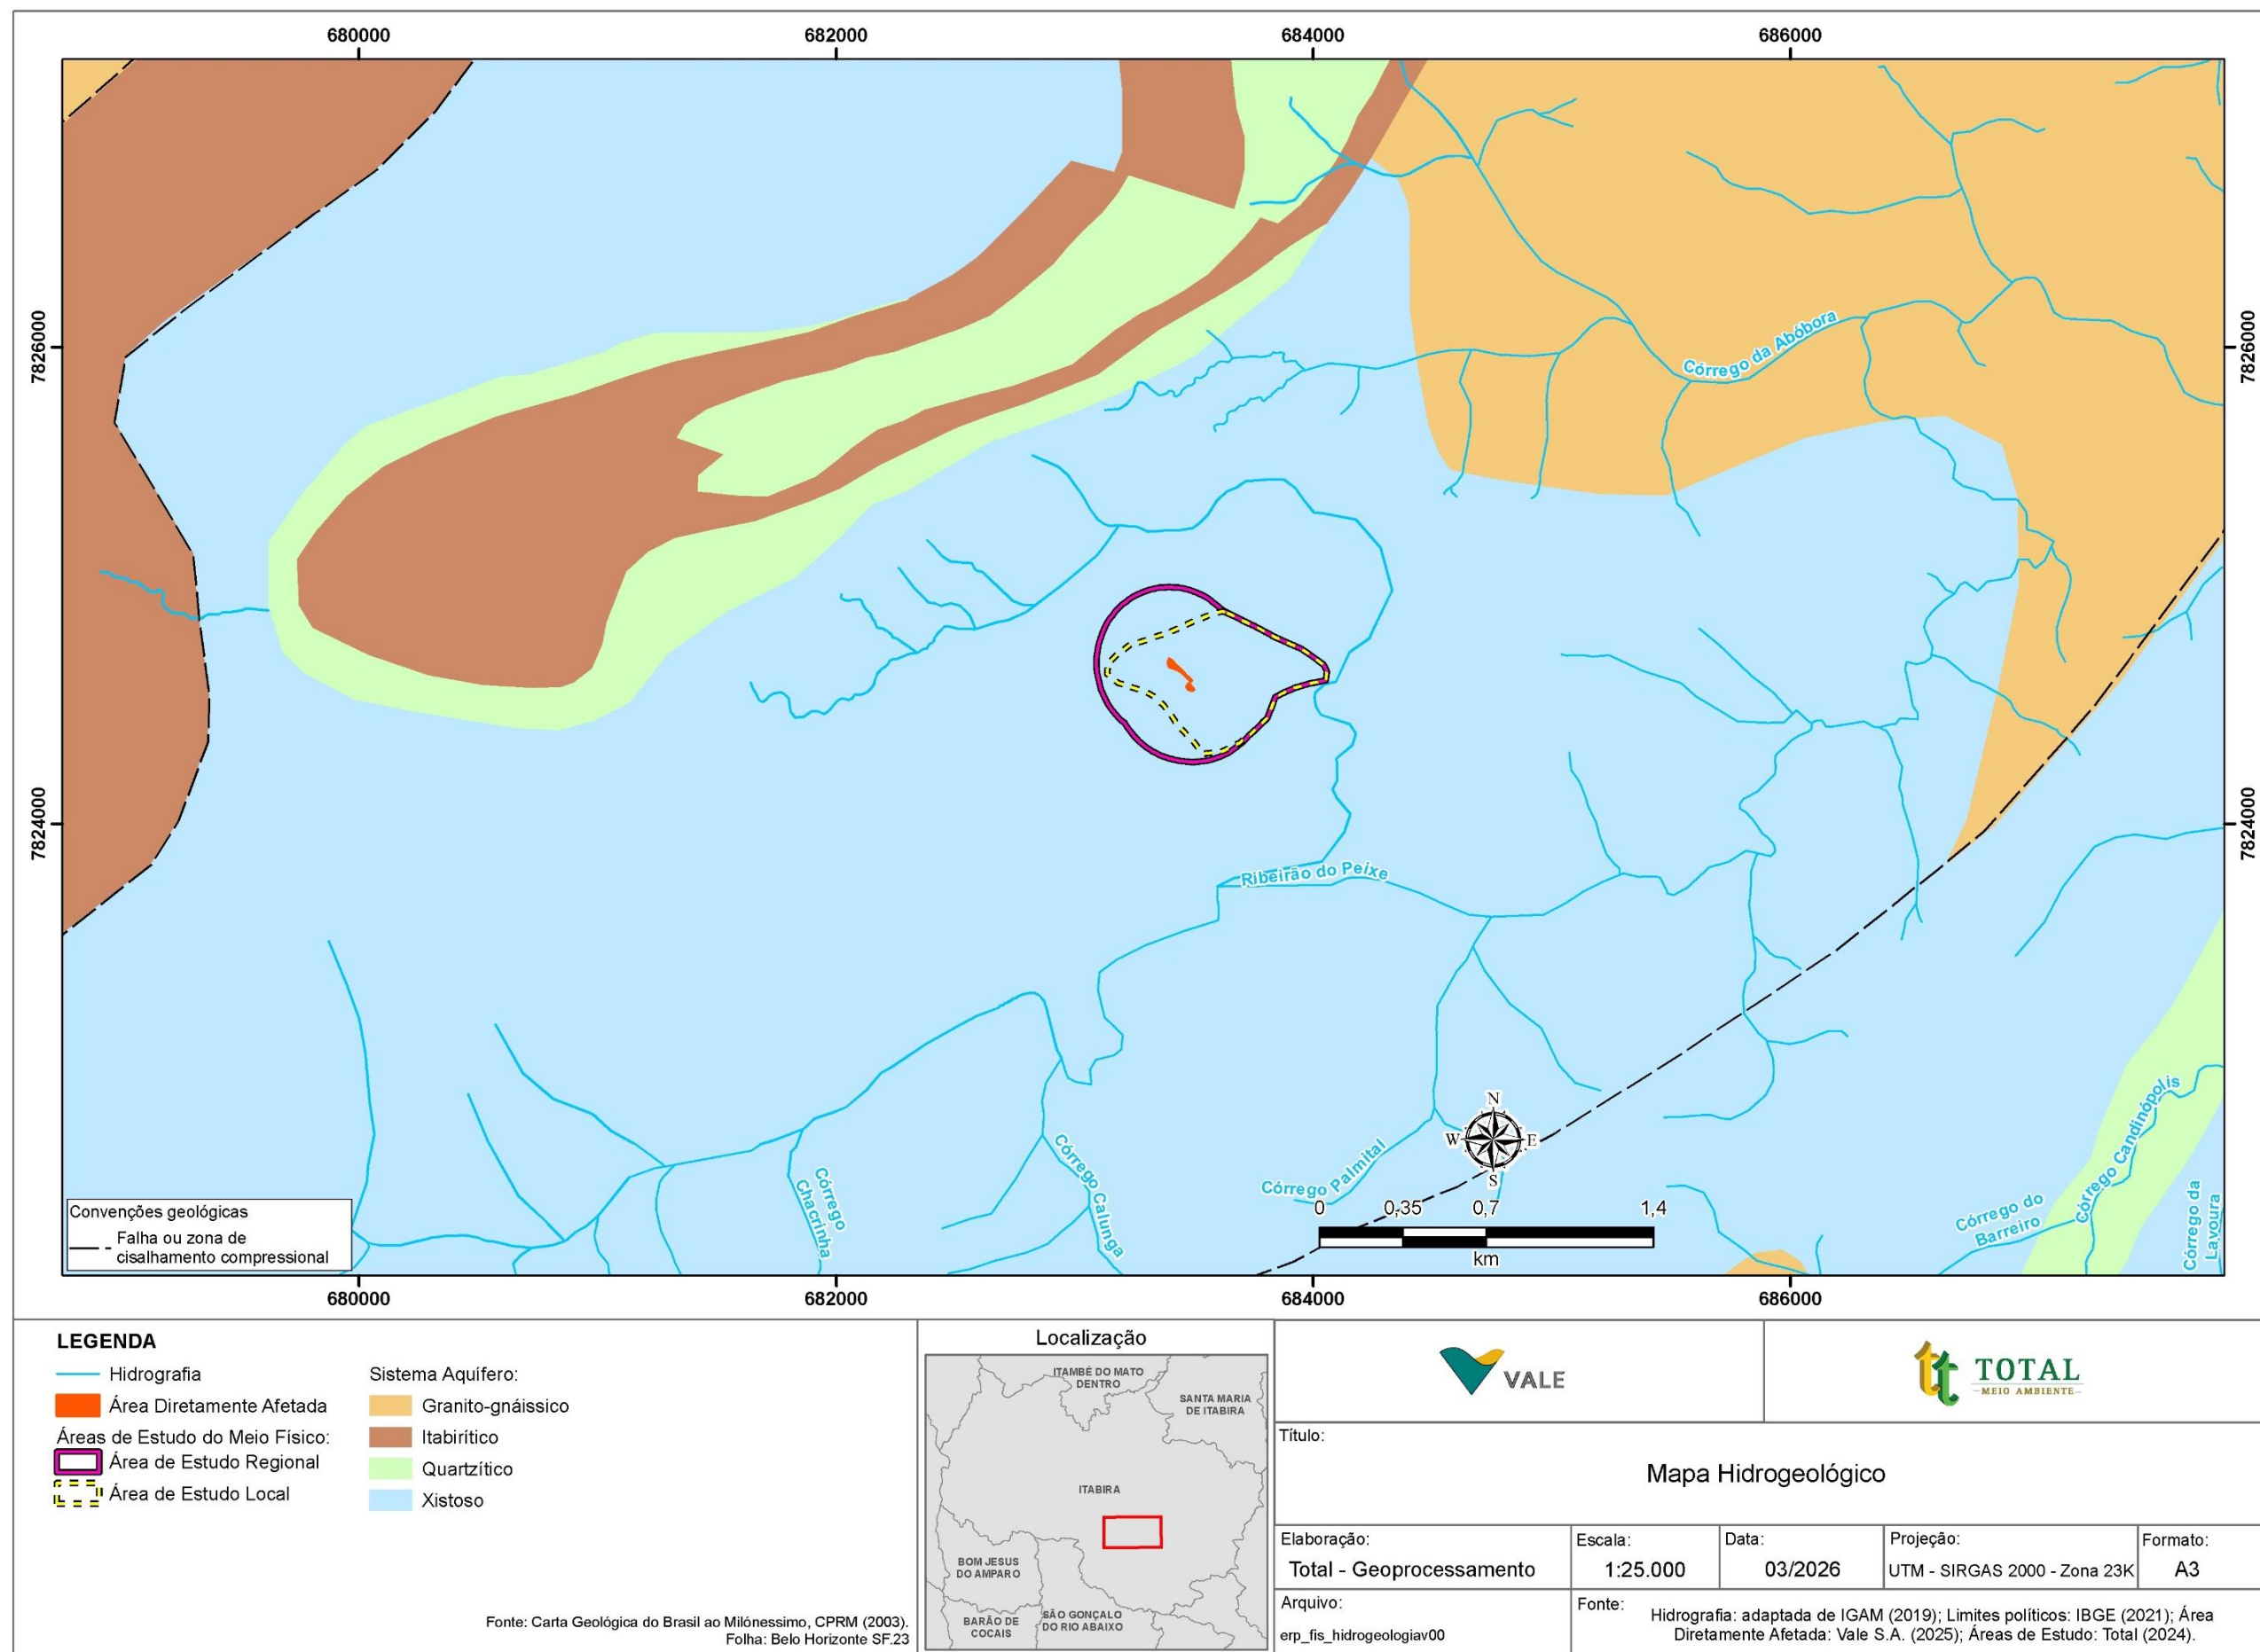 680000
682000
684000
686000
7826000
7826000
7824000
7824000
Córrego da Abóbora
Ribeirão do Peixe
Córrego
Chacrinha
Córrego Calunga
Córrego Palmital
Córrego do
Barreiro
Córrego Candinópolis
Córrego da
Lavoura
N
W
E
S
0
0,35
0,7
1,4
km
Convenções geológicas
Falha ou zona de
cisalhamento compressional
680000
682000
684000
686000
LEGENDA
Hidrografia
Área Diretamente Afetada
Áreas de Estudo do Meio Físico:
Área de Estudo Regional
Área de Estudo Local
Sistema Aquífero:
Granito-gnáissico
Itabirítico
Quartzítico
Xistoso
Fonte: Carta Geológica do Brasil ao Milónessimo, CPRM (2003).
Folha: Belo Horizonte SF.23
Localização
ITAMBÉ DO MATO
DENTRO
SANTA MARIA
DE ITABIRA
ITABIRA
BOM JESUS
DO AMPARO
BARÃO DE
COCAIS
SÃO GONÇALO
DO RIO ABAIXO
VALE
TOTAL
MEIO AMBIENTE
Título:
Mapa Hidrogeológico
Elaboração:
Total - Geoprocessamento
Escala:
1:25.000
Data:
03/2026
Projeção:
UTM - SIRGAS 2000 - Zona 23K
Formato:
A3
Arquivo:
erp_fis_hidrogeologiav00
Fonte:
Hidrografia: adaptada de IGAM (2019); Limites políticos: IBGE (2021); Área
Diretamente Afetada: Vale S.A. (2025); Áreas de Estudo: Total (2024).